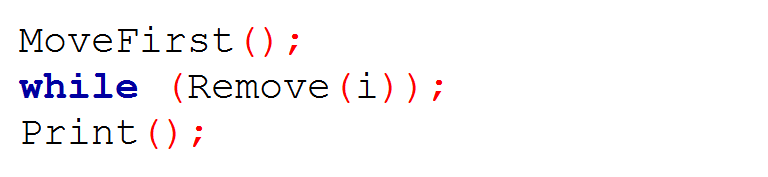 MoveFirst();
while (Remove(i));
Print();